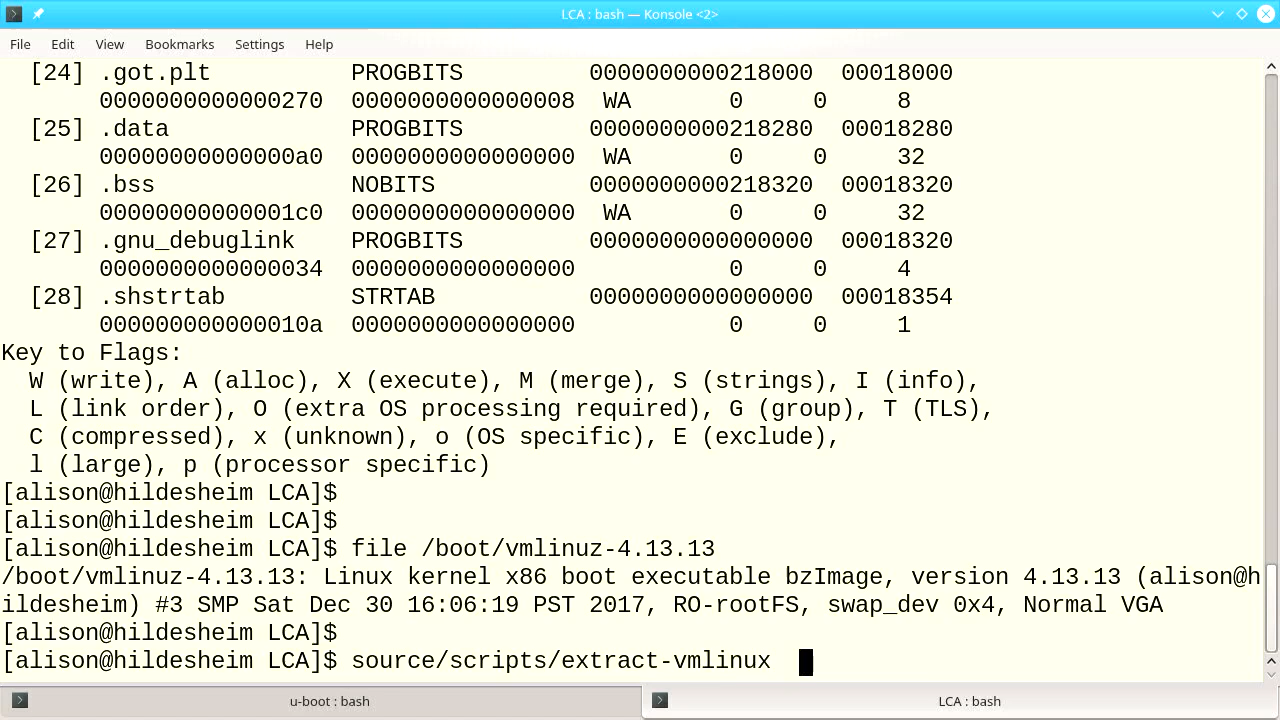 LCA : bash — Konsole <2>
File Edit View Bookmarks Settings Help
[24] .got.plt PROGBITS 0000000000218000 00018000
0000000000000270 0000000000000008 WA 0 0 8
[25] .data PROGBITS 0000000000218280 00018280
00000000000000a0 0000000000000000 WA 0 0 32
[26] .bss NOBITS 0000000000218320 00018320
00000000000001c0 0000000000000000 WA 0 0 32
[27] .gnu_debuglink PROGBITS 0000000000000000 00018320
0000000000000034 0000000000000000 0 0 4
[28] .shstrtab STRTAB 0000000000000000 00018354
000000000000010a 0000000000000000 0 0 1
Key to Flags:
W (write), A (alloc), X (execute), M (merge), S (strings), I (info),
L (link order), O (extra OS processing required), G (group), T (TLS),
C (compressed), x (unknown), o (OS specific), E (exclude),
l (large), p (processor specific)
[alison@hildesheim LCA]$
[alison@hildesheim LCA]$
[alison@hildesheim LCA]$ file /boot/vmlinuz-4.13.13
/boot/vmlinuz-4.13.13: Linux kernel x86 boot executable bzImage, version 4.13.13 (alison@h
ildesheim) #3 SMP Sat Dec 30 16:06:19 PST 2017, RO-rootFS, swap_dev 0x4, Normal VGA
[alison@hildesheim LCA]$
[alison@hildesheim LCA]$ source/scripts/extract-vmlinux
u-boot : bash
LCA : bash